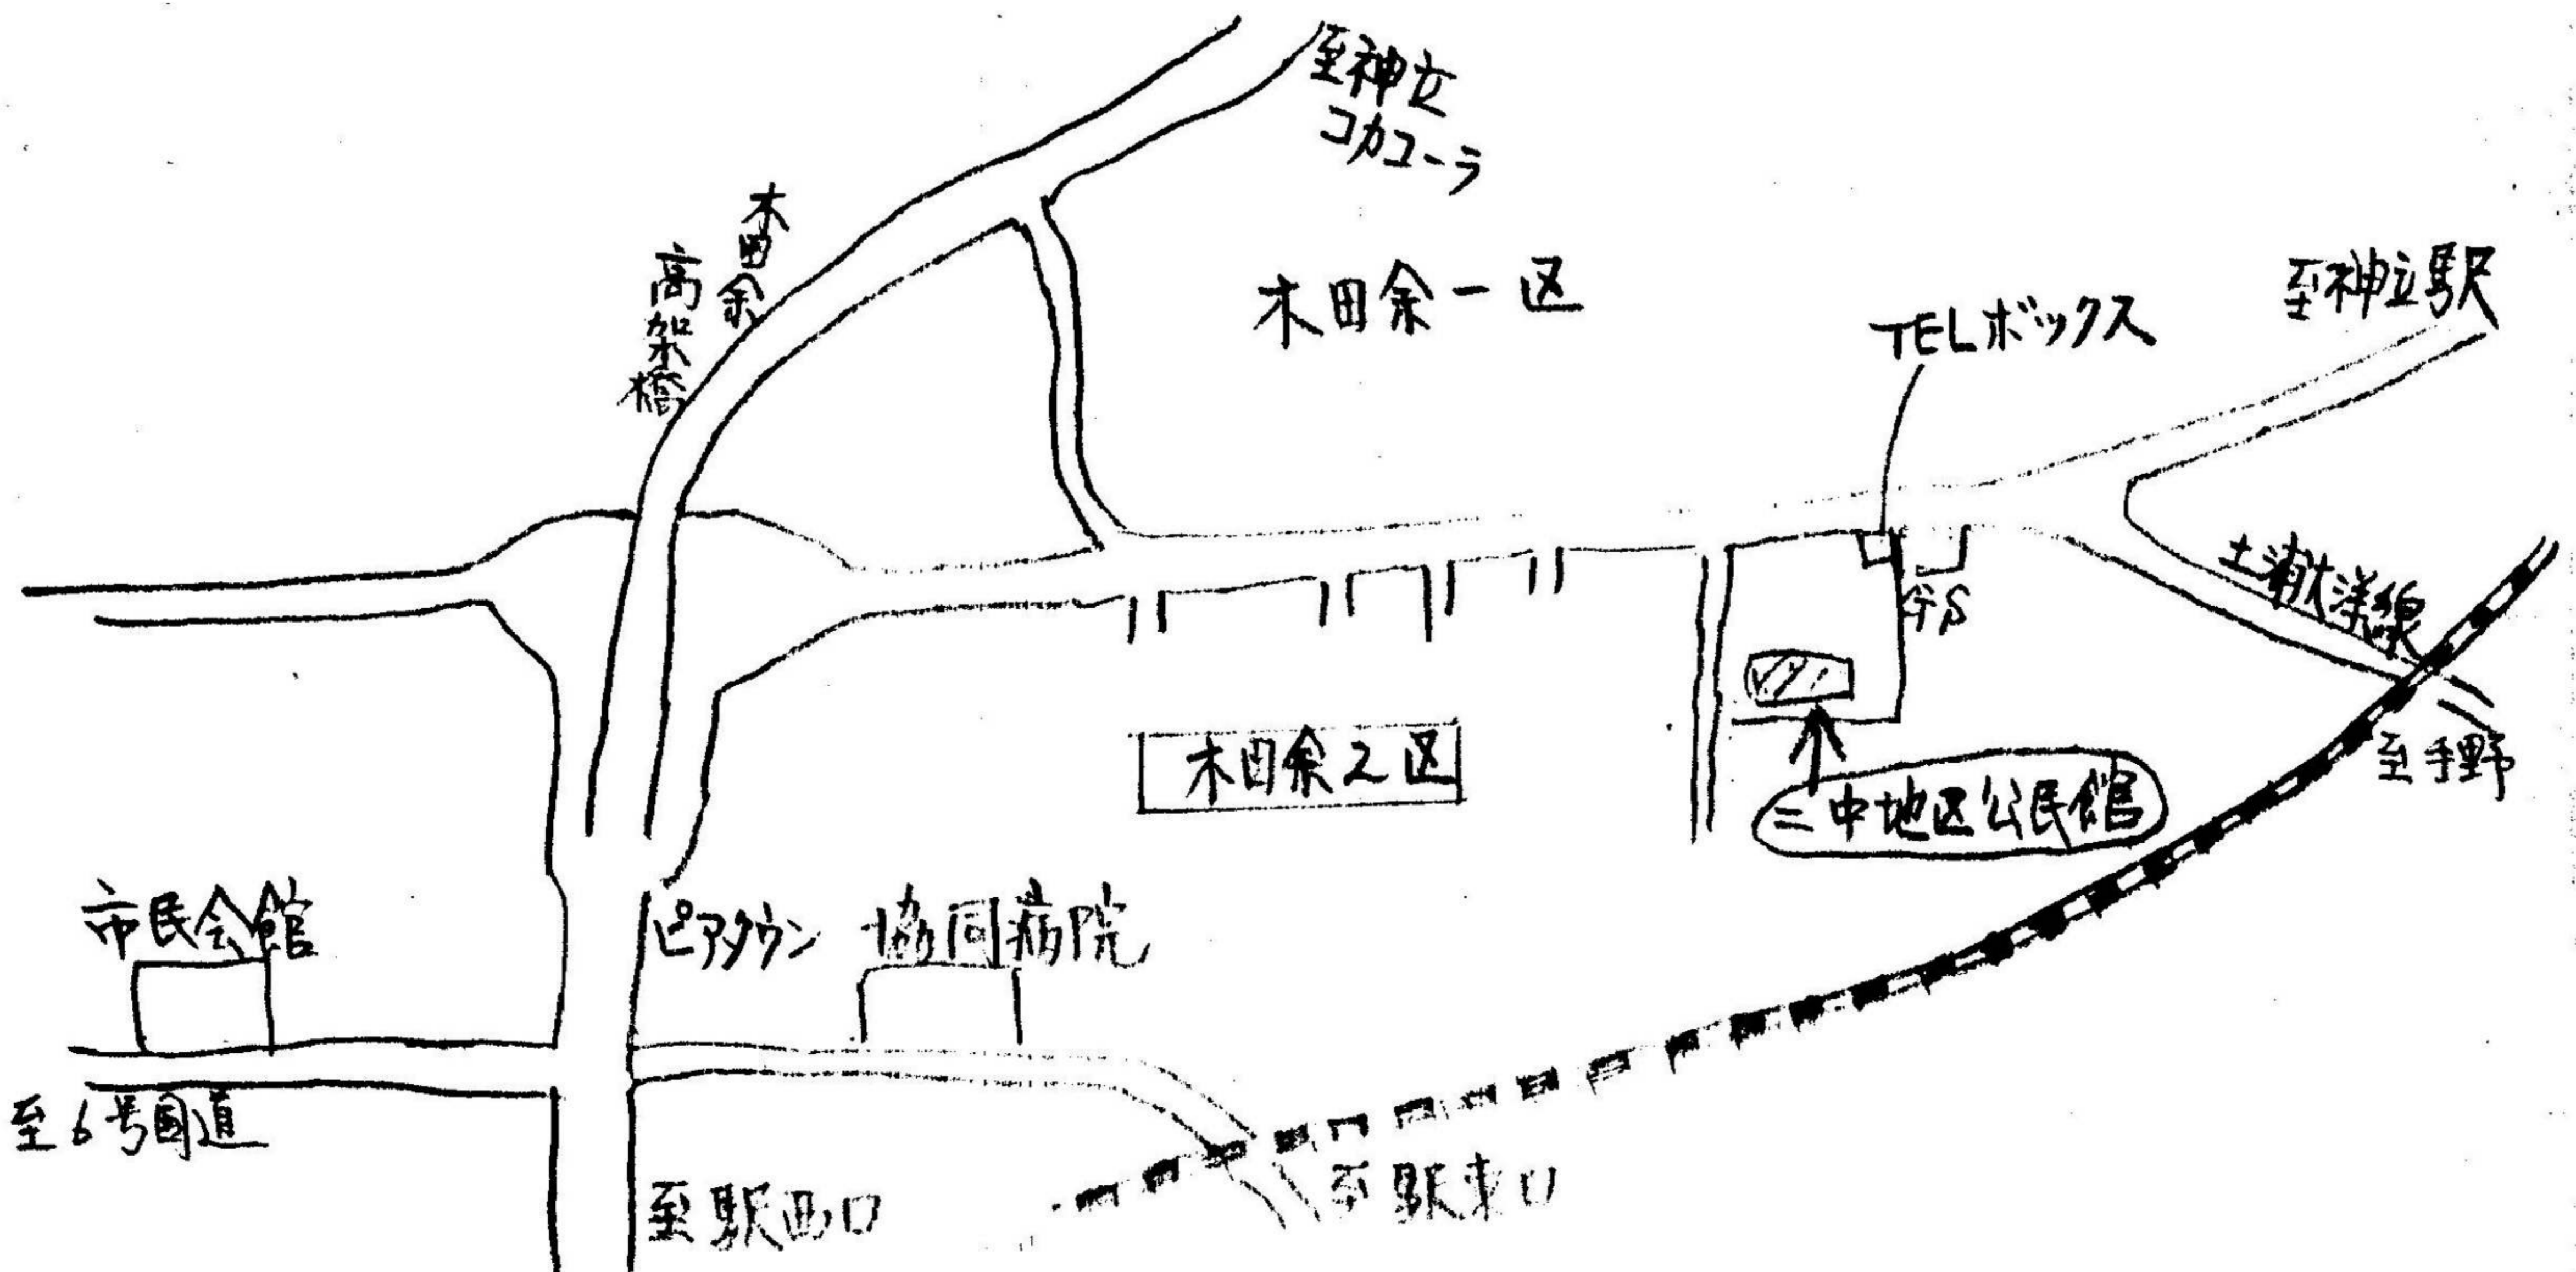 至神立
コカコーラ
木田余
高架橋
木田余一区
TELボックス
至神立駅
土浦大洋線
G・S
木田余2区
三中地区公民館
至手野
市民会館
ピアタウン
協同病院
至6号国道
至駅西口
至駅東口